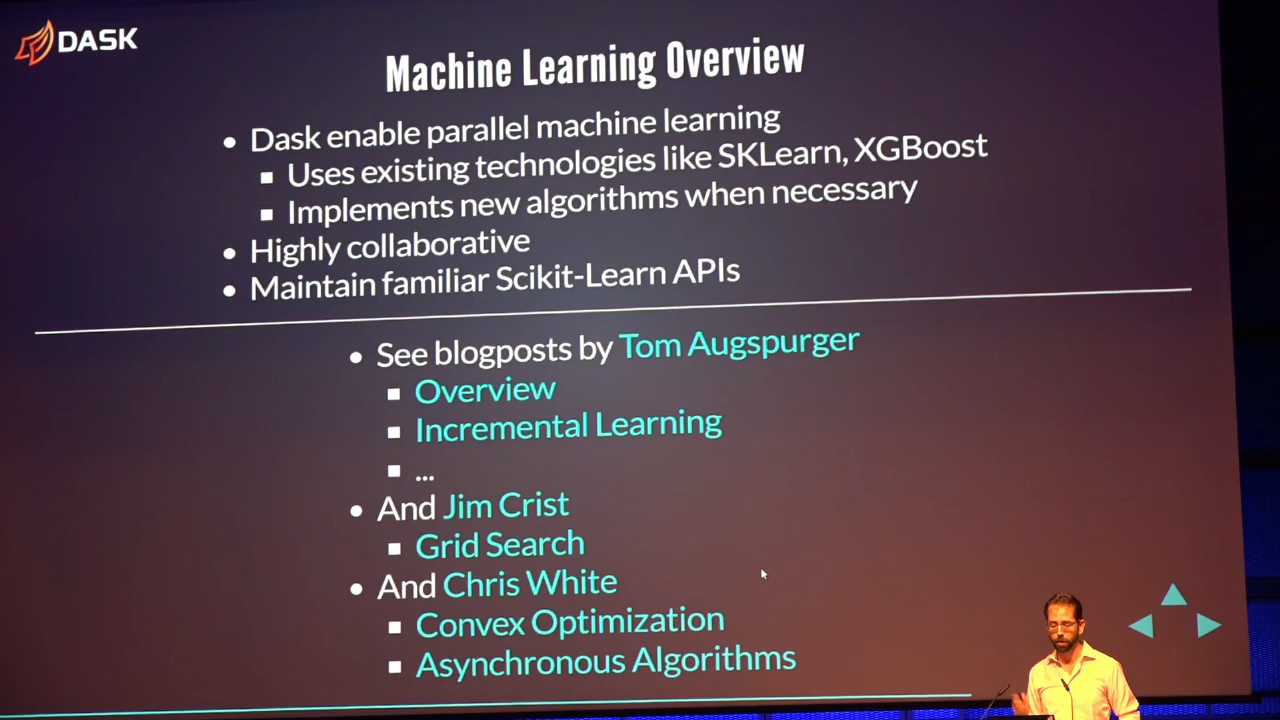 DASK
Machine Learning Overview
Dask enable parallel machine learning
Uses existing technologies like SKLearn, XGBoost
Implements new algorithms when necessary
Highly collaborative
Maintain familiar Scikit-Learn APIs
See blogposts by Tom Augspurger
Overview
Incremental Learning
...
And Jim Crist
Grid Search
And Chris White
Convex Optimization
Asynchronous Algorithms